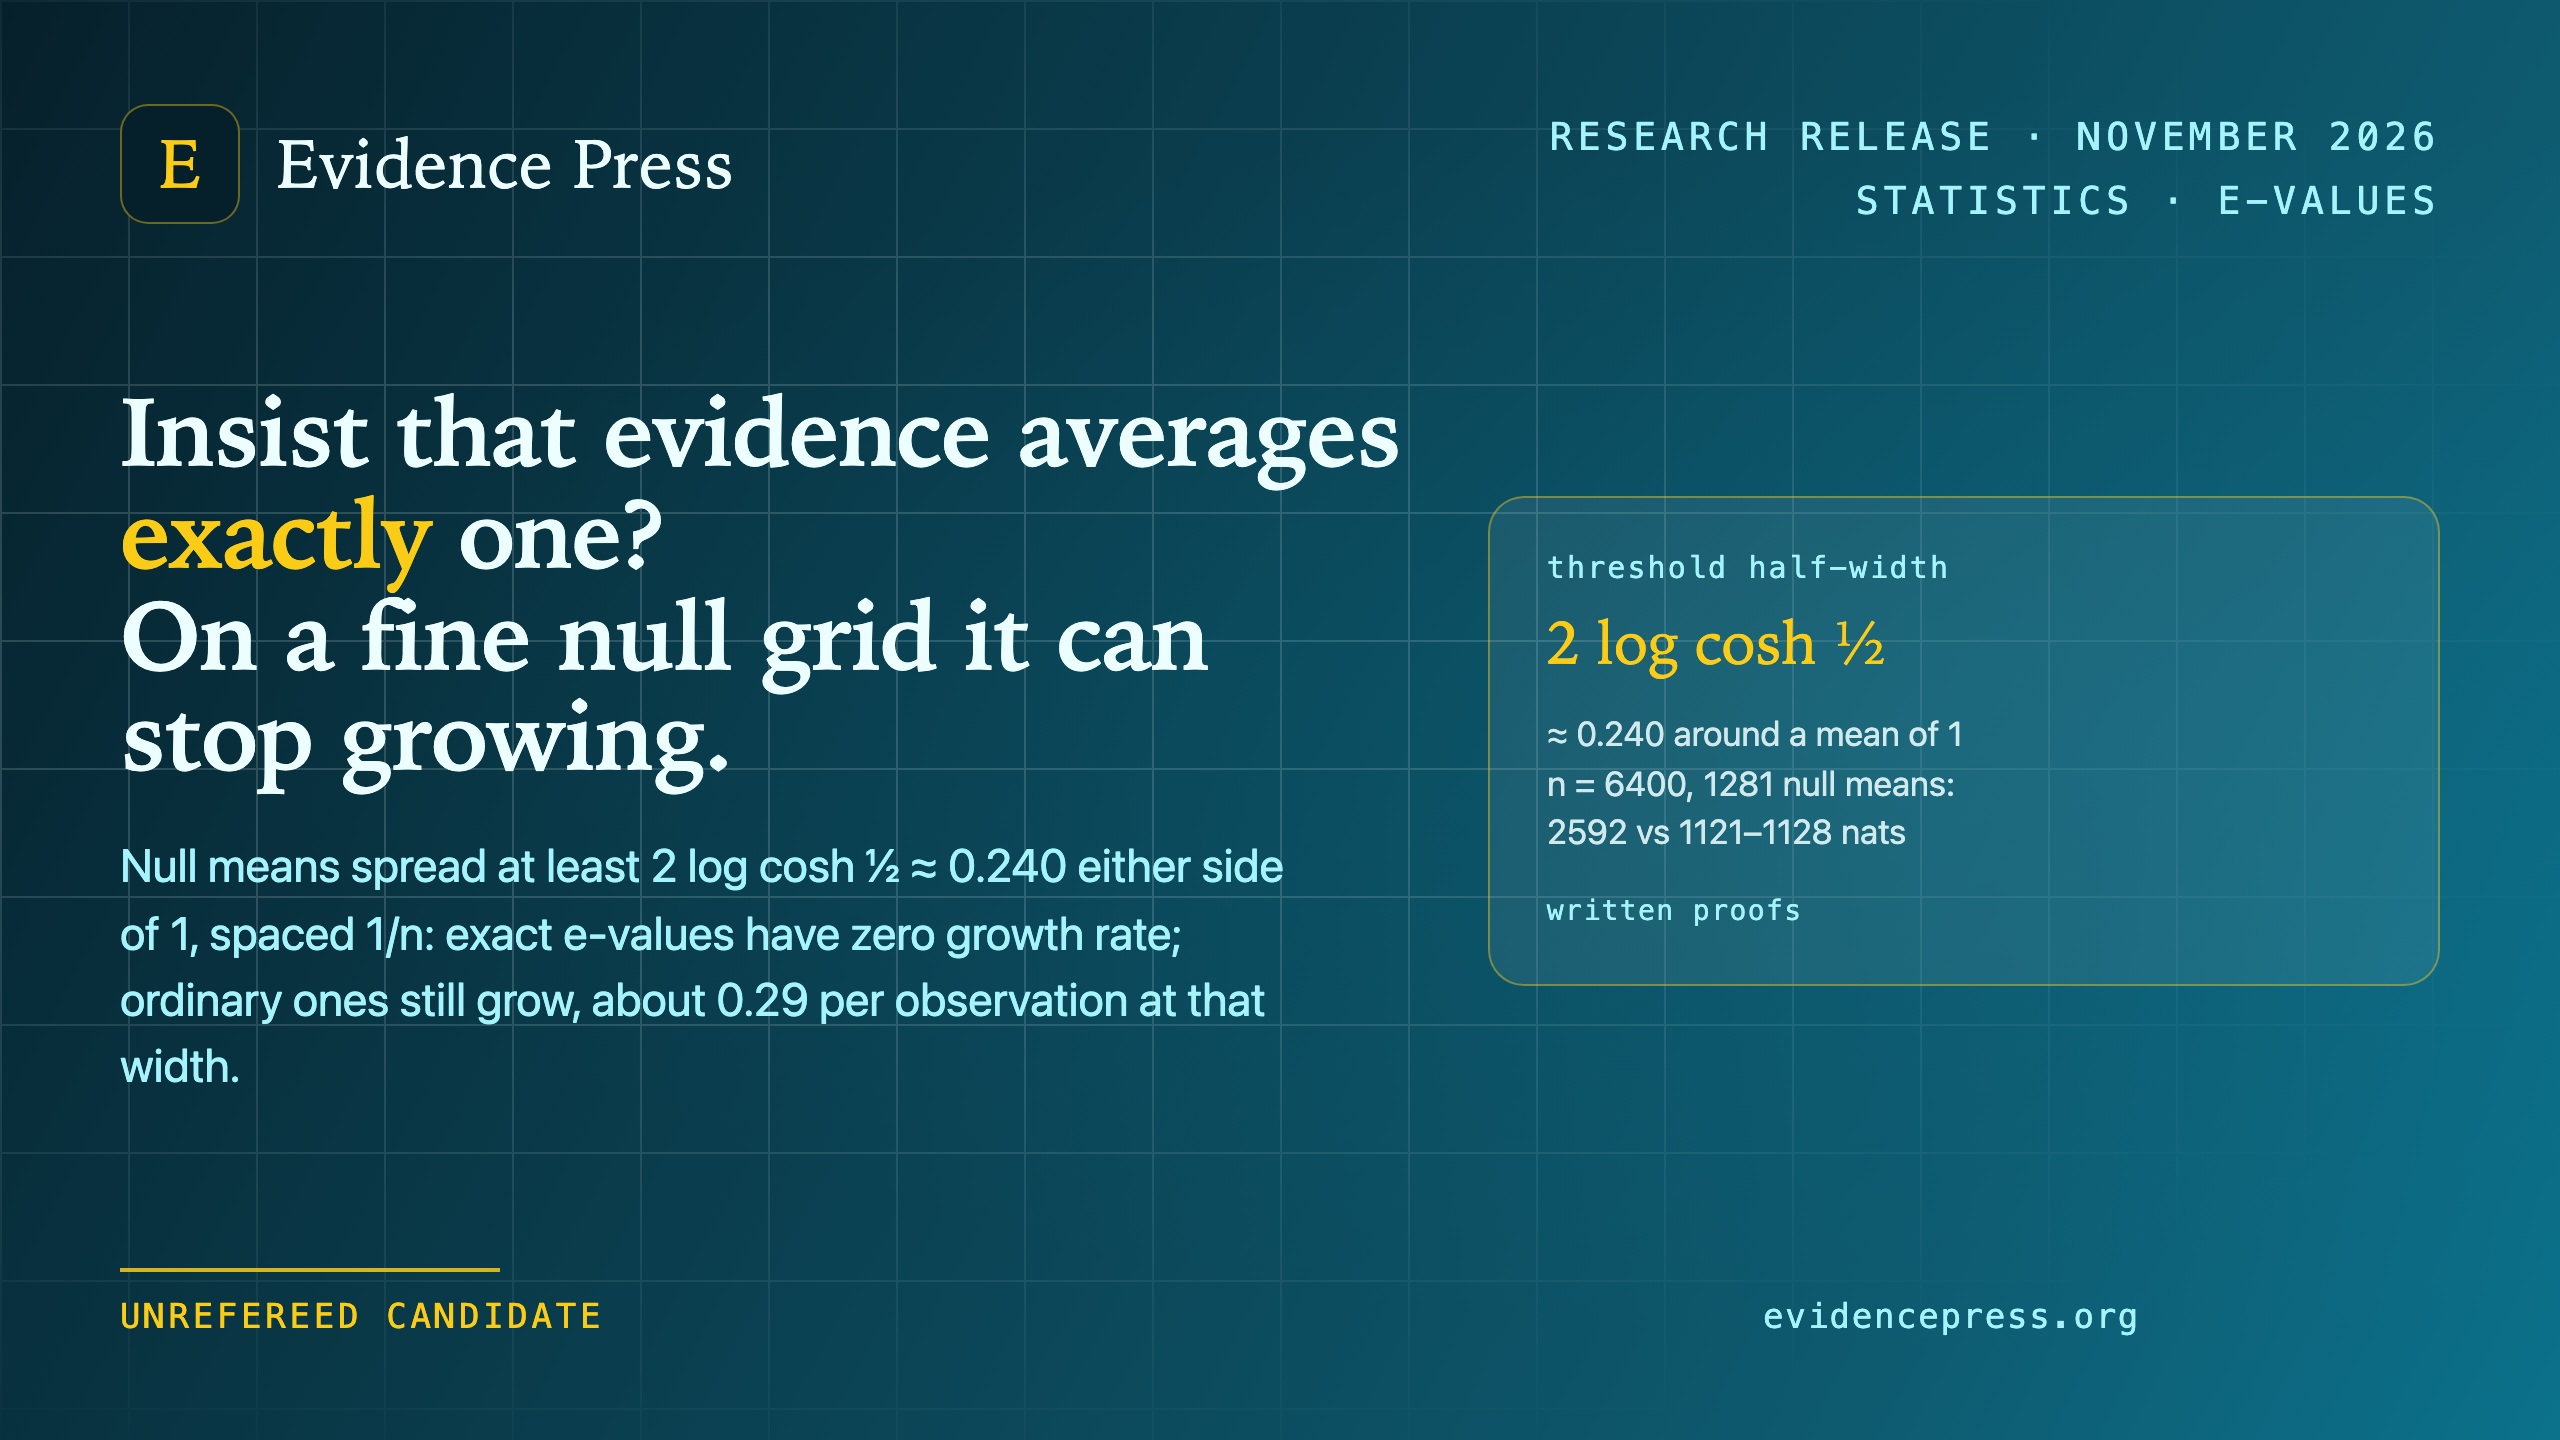 E
Evidence Press
RESEARCH RELEASE · NOVEMBER 2026
STATISTICS · E–VALUES
Insist that evidence averages
exactly one?
On a fine null grid it can
stop growing.
Null means spread at least 2 log cosh ½ ≈ 0.240 either side
of 1, spaced 1/n: exact e-values have zero growth rate;
ordinary ones still grow, about 0.29 per observation at that
width.
threshold half–width
2 log cosh ½
≈ 0.240 around a mean of 1
n = 6400, 1281 null means:
2592 vs 1121–1128 nats
written proofs
UNREFEREED CANDIDATE
evidencepress.org